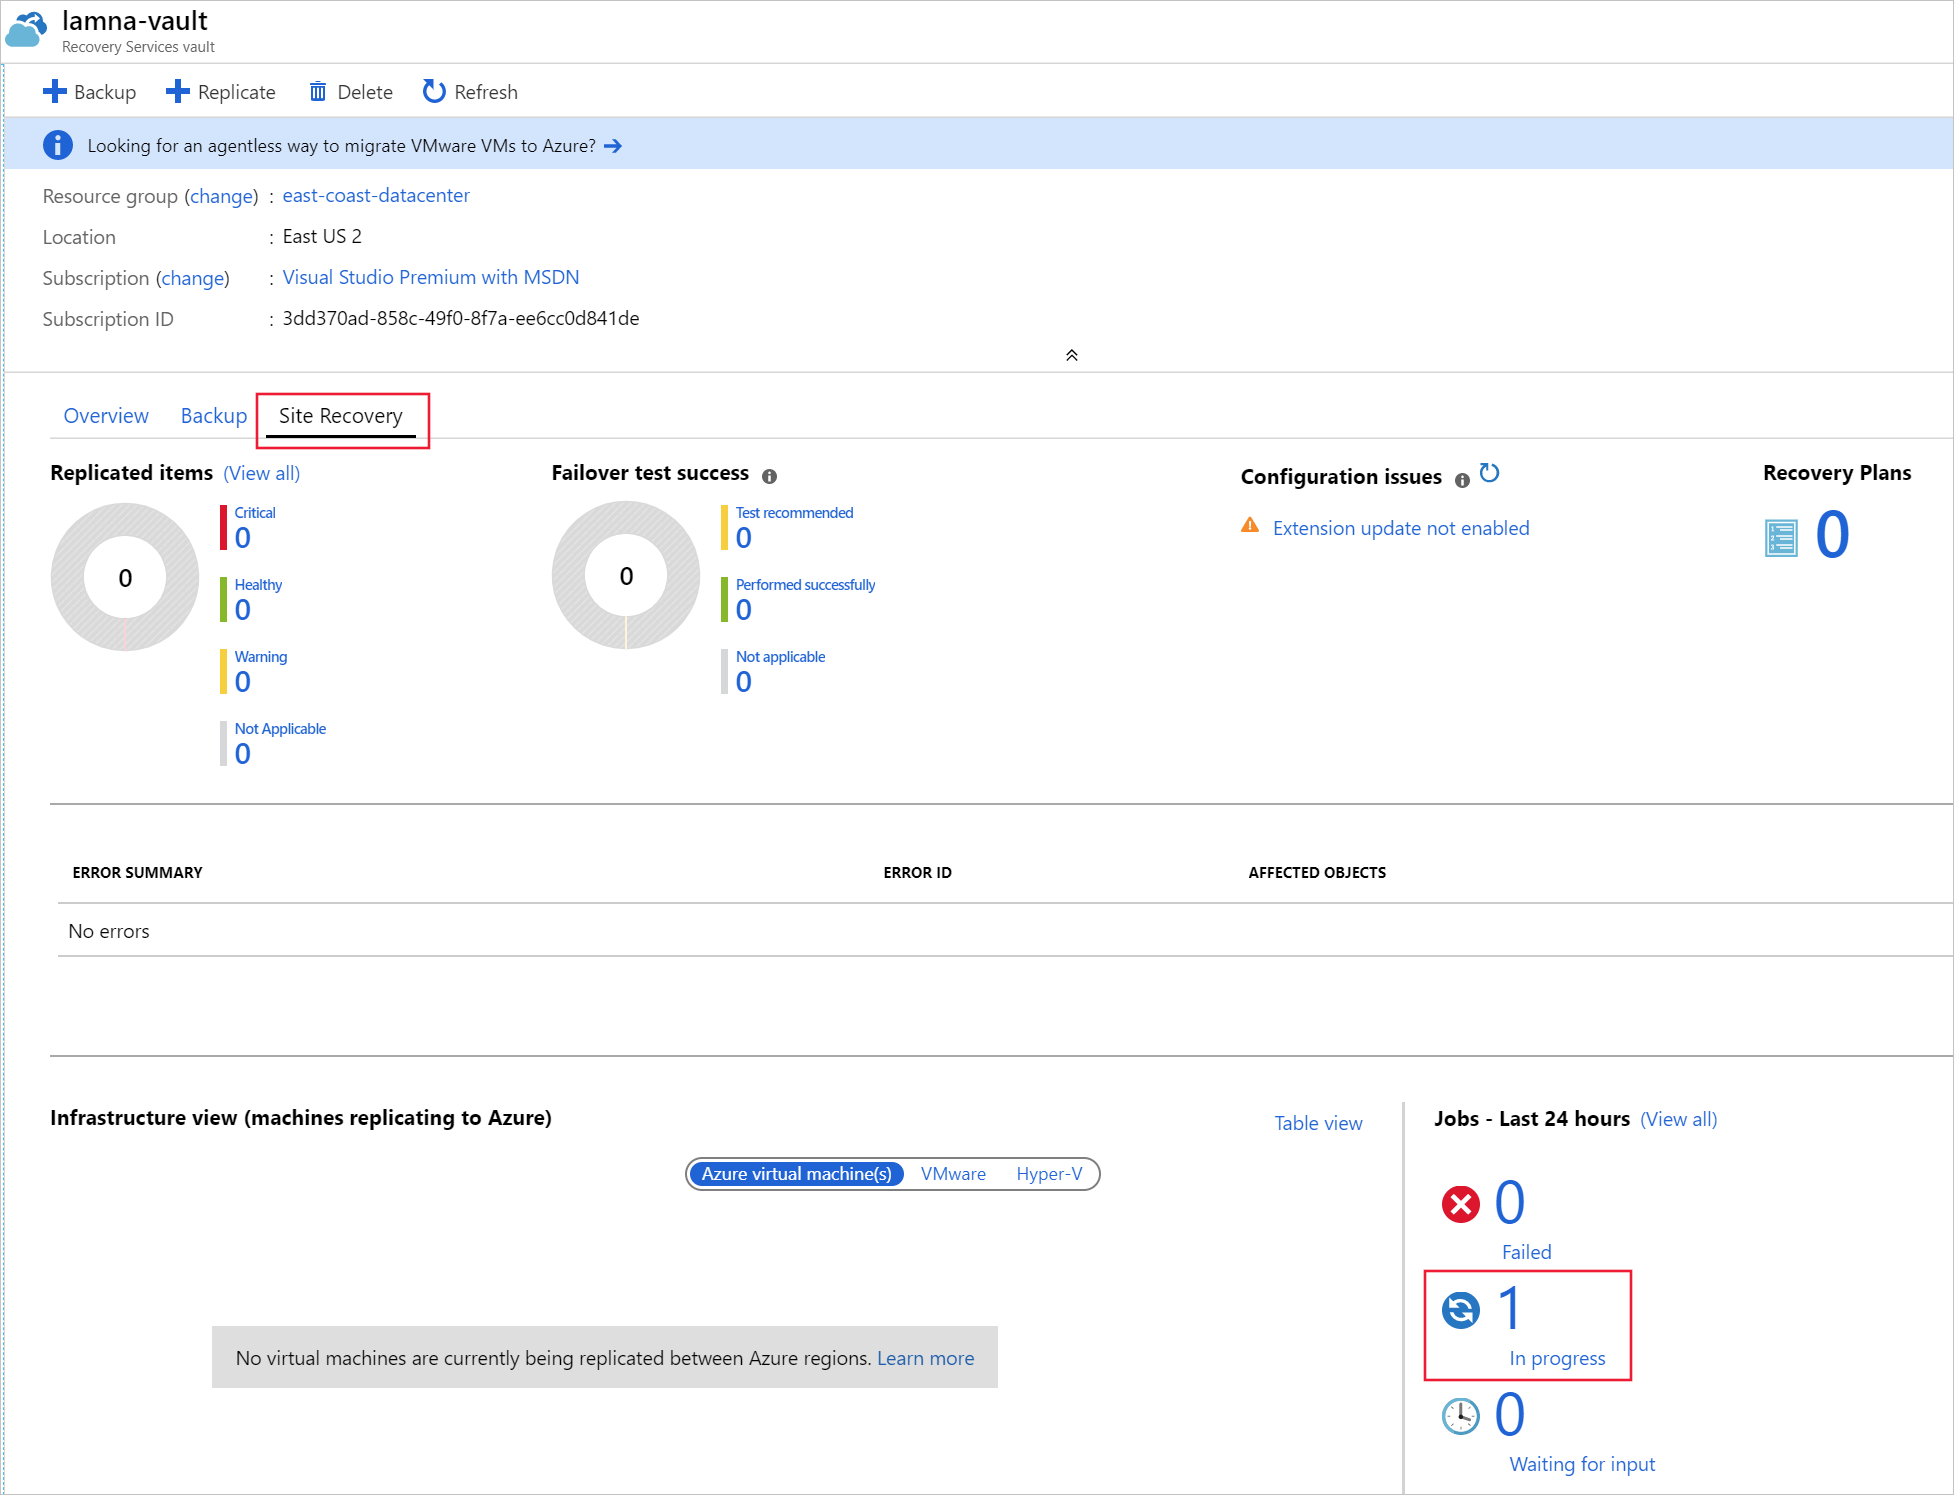 lamna-vault
Recovery Services vault
Backup Replicate Delete Refresh
Looking for an agentless way to migrate VMware VMs to Azure?
Resource group (change) : east-coast-datacenter
Location : East US 2
Subscription (change) : Visual Studio Premium with MSDN
Subscription ID : 3dd370ad-858c-49f0-8f7a-ee6cc0d841de
Overview Backup Site Recovery
Replicated items (View all)
0
Critical
0
Healthy
0
Warning
0
Not Applicable
0
Failover test success
0
Test recommended
0
Performed successfully
0
Not applicable
0
Configuration issues
Extension update not enabled
Recovery Plans
0
ERROR SUMMARY ERROR ID AFFECTED OBJECTS
No errors
Infrastructure view (machines replicating to Azure)
Table view
Azure virtual machine(s) VMware Hyper-V
No virtual machines are currently being replicated between Azure regions. Learn more
Jobs - Last 24 hours (View all)
0
Failed
1
In progress
0
Waiting for input